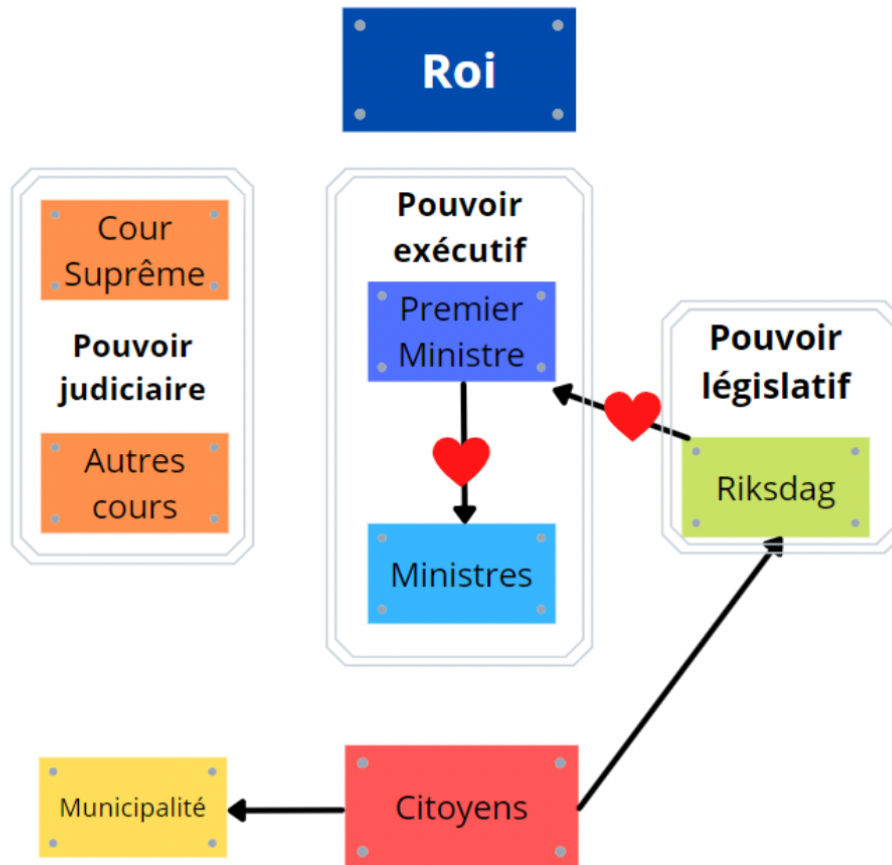 Roi
Cour
Suprême
Pouvoir
judiciaire
Autres
cours
Pouvoir
exécutif
Premier
Ministre
Ministres
Pouvoir
législatif
Riksdag
Municipalité
Citoyens